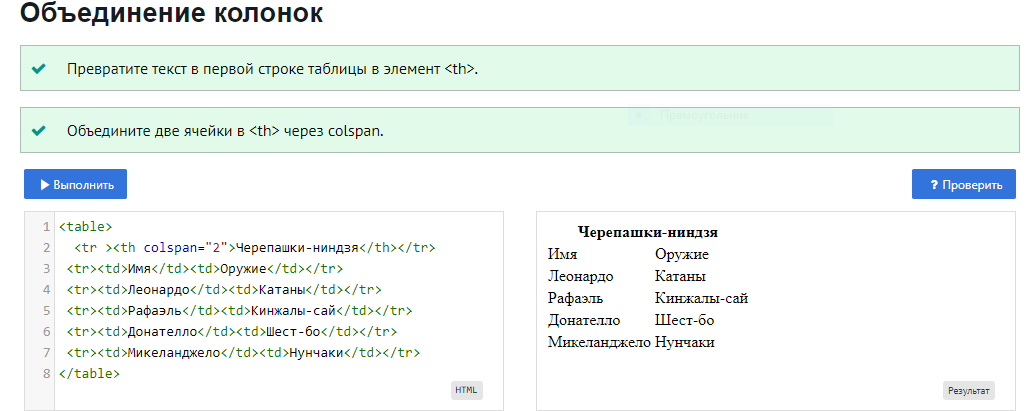 Объединение колонок
Превратите текст в первой строке таблицы в элемент <th>.
Объедините две ячейки в <th> через colspan.
Выполнить
? Проверить
1 <table>
2 <tr ><th colspan="2">Черепашки-ниндзя</th></tr>
3 <tr><td>Имя</td><td>Оружие</td></tr>
4 <tr><td>Леонардо</td><td>Катаны</td></tr>
5 <tr><td>Рафаэль</td><td>Кинжалы-сай</td></tr>
6 <tr><td>Донателло</td><td>Шест-бо</td></tr>
7 <tr><td>Микеланджело</td><td>Нунчаки</td></tr>
8 </table>
HTML
Черепашки-ниндзя
Имя Оружие
Леонардо Катаны
Рафаэль Кинжалы-сай
Донателло Шест-бо
Микеланджело Нунчаки
Результат